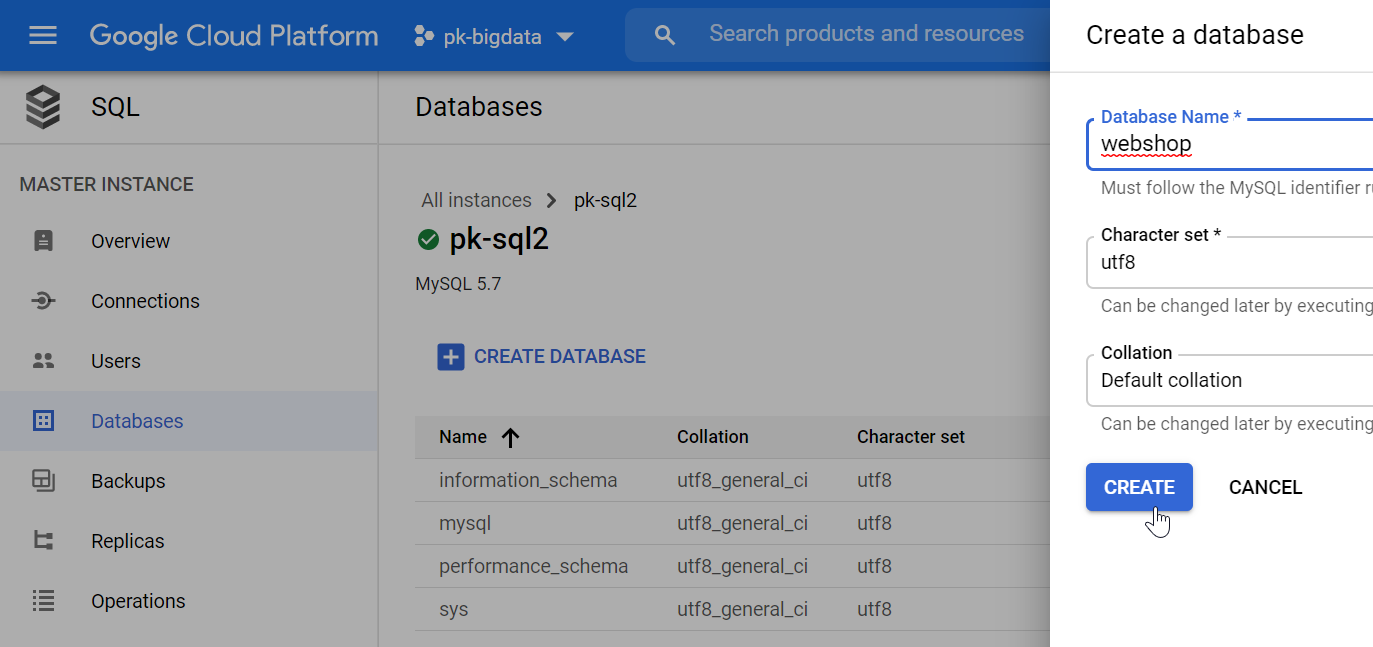 Google Cloud Platform
pk-bigdata
Search products and resources
SQL
MASTER INSTANCE
Overview
Connections
Users
Databases
Backups
Replicas
Operations
Databases
All instances > pk-sql2
pk-sql2
MySQL 5.7
CREATE DATABASE
Name Collation Character set
information_schema utf8_general_ci utf8
mysql utf8_general_ci utf8
performance_schema utf8_general_ci utf8
sys utf8_general_ci utf8
Create a database
Database Name *
webshop
Must follow the MySQL identifier
Character set *
utf8
Can be changed later by executing
Collation
Default collation
Can be changed later by executing
CREATE CANCEL